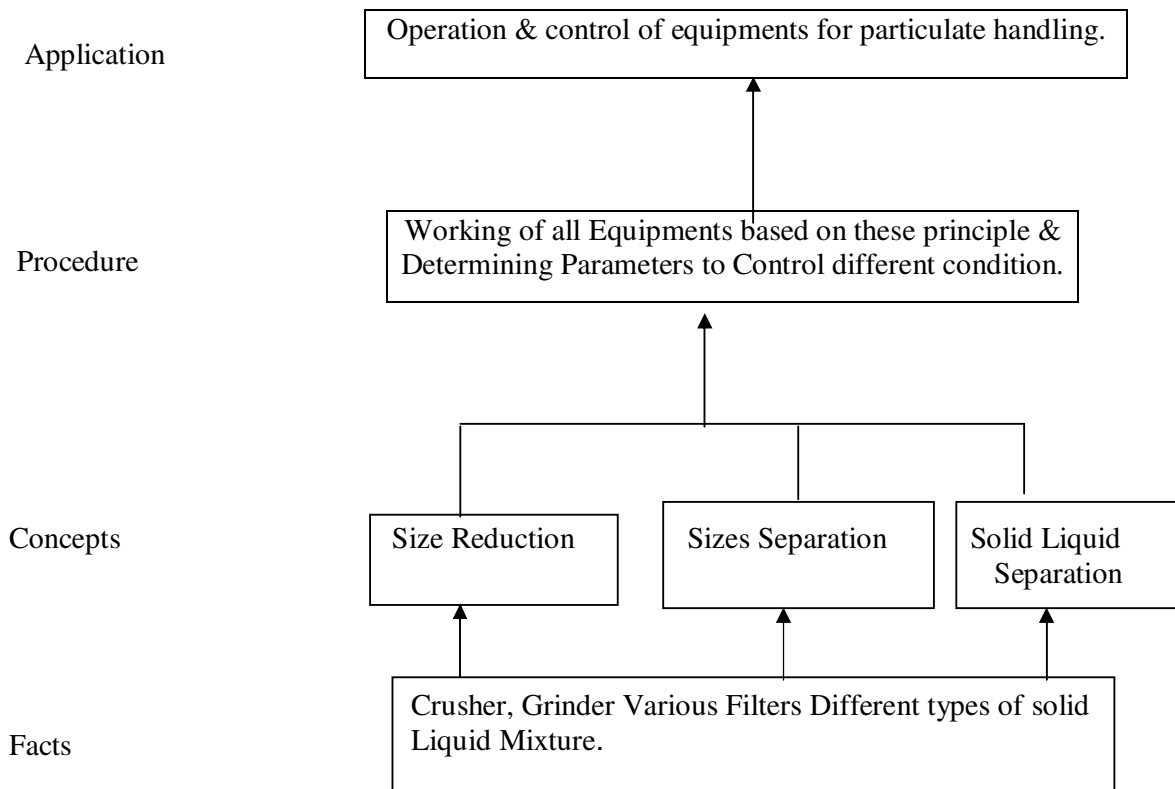 Application
Operation & control of equipments for particulate handling.
Procedure
Working of all Equipments based on these principle &
Determining Parameters to Control different condition.
Concepts
Size Reduction
Sizes Separation
Solid Liquid
Separation
Facts
Crusher, Grinder Various Filters Different types of solid
Liquid Mixture.